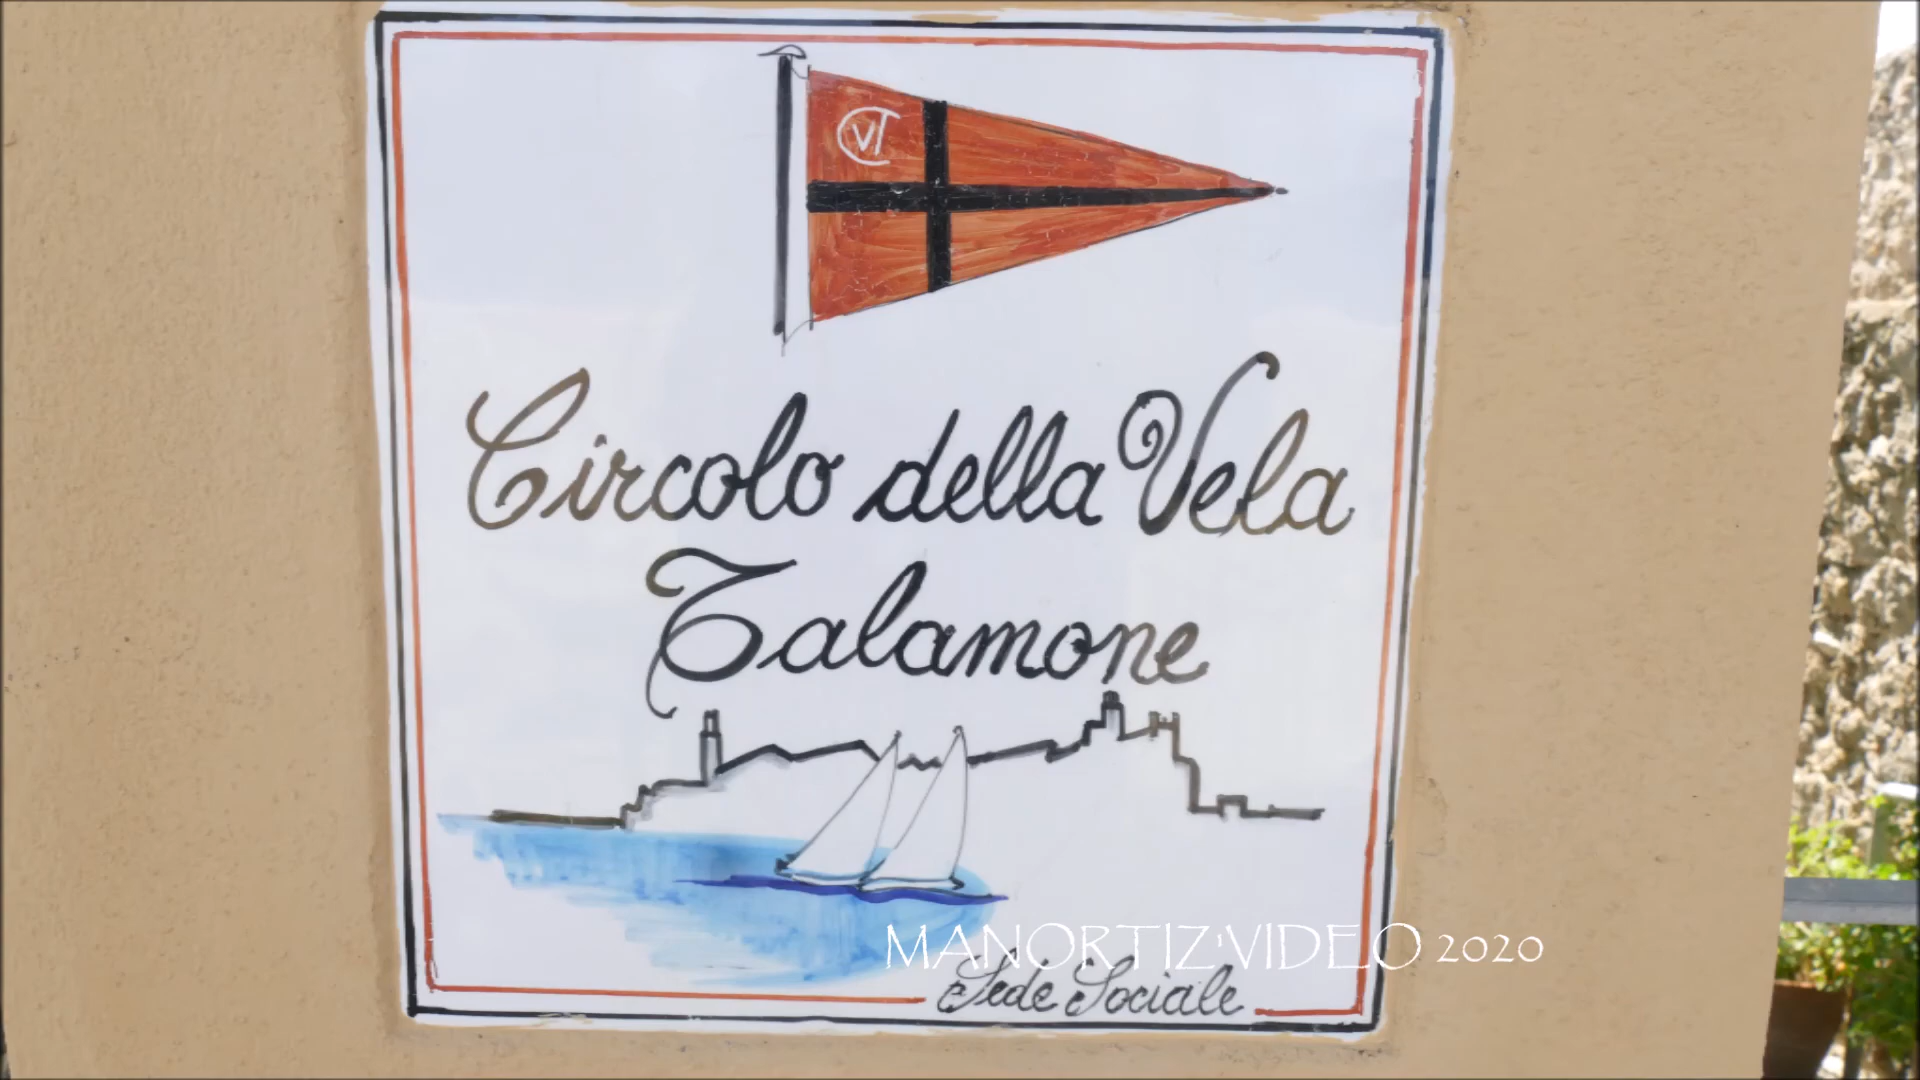 CVT
Circolo della Vela
Talamone
MANORTIZ'VIDEO 2020
Sede Sociale